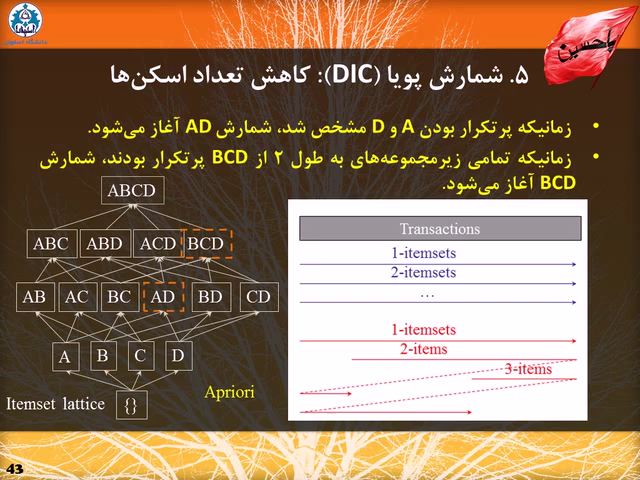 دانشگاه اصفهان
یا حسین
۵. شمارش پویا (DIC): کاهش تعداد اسکن‌ها
• زمانیکه پرتکرار بودن A و D مشخص شد، شمارش AD آغاز می‌شود.
• زمانیکه تمامی زیرمجموعه‌های به طول ۲ از BCD پرتکرار بودند، شمارش
BCD آغاز می‌شود.
ABCD
ABC ABD ACD BCD
AB AC BC AD BD CD
A B C D
Itemset lattice {}
Apriori
Transactions
1-itemsets
2-itemsets
...
1-itemsets
2-items
3-items
43